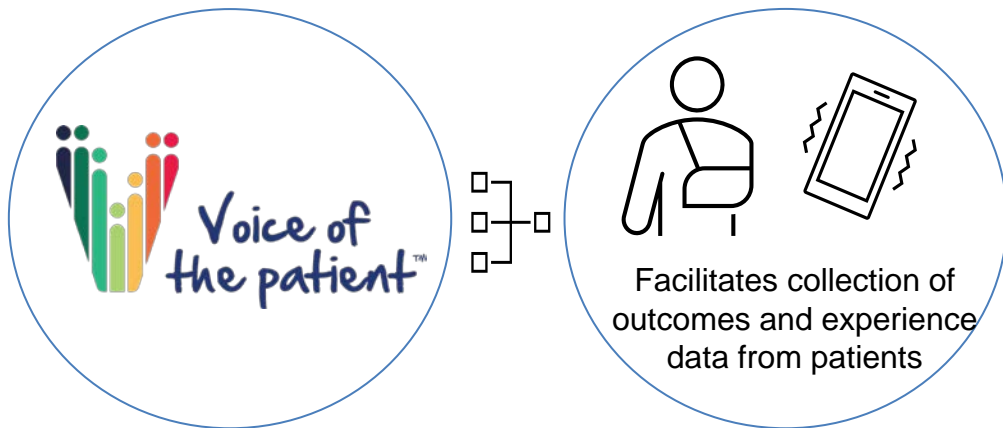 Voice of
the patient™
Facilitates collection of
outcomes and experience
data from patients